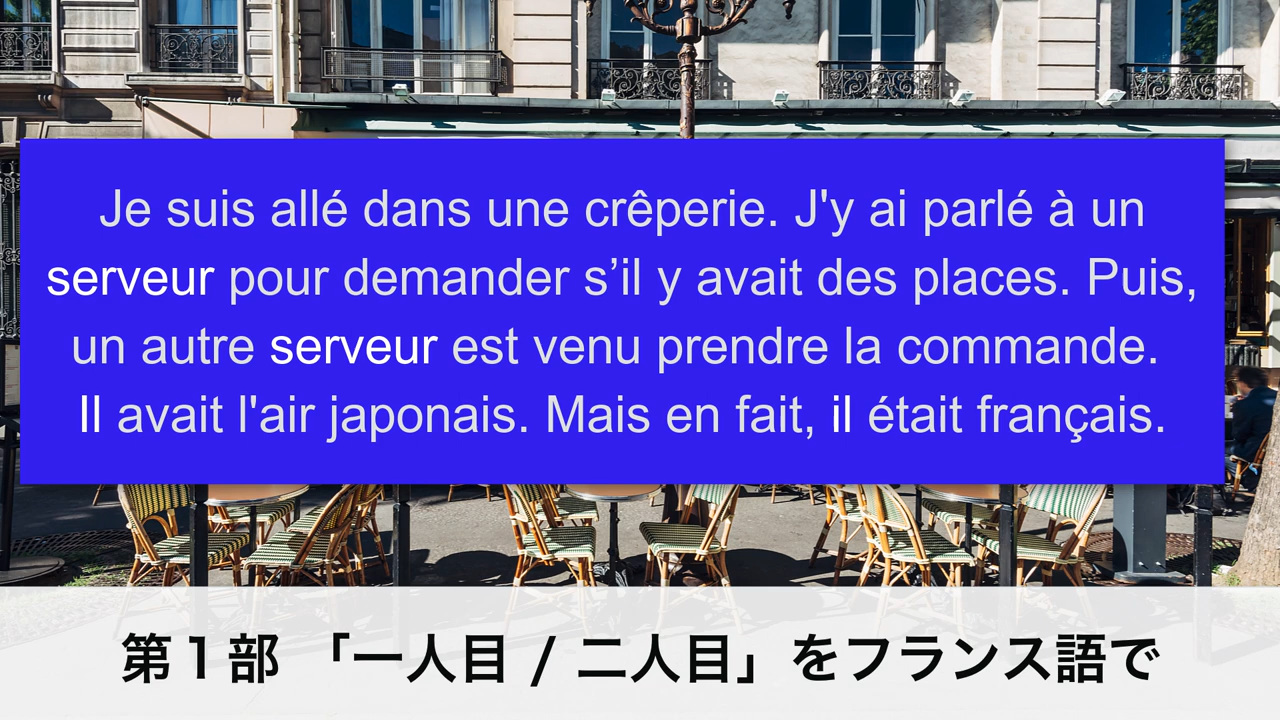 Je suis allé dans une crêperie. J'y ai parlé à un
serveur pour demander s’il y avait des places. Puis,
un autre serveur est venu prendre la commande.
Il avait l'air japonais. Mais en fait, il était français.
第１部 「一人目 / 二人目」をフランス語で